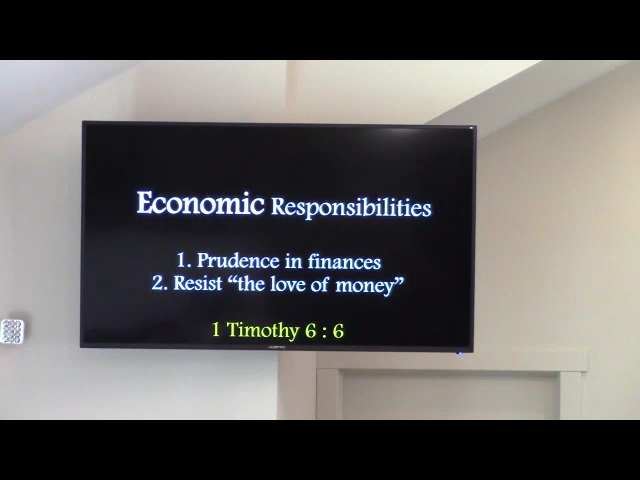 Economic Responsibilities
1. Prudence in finances
2. Resist “the love of money”
1 Timothy 6 : 6